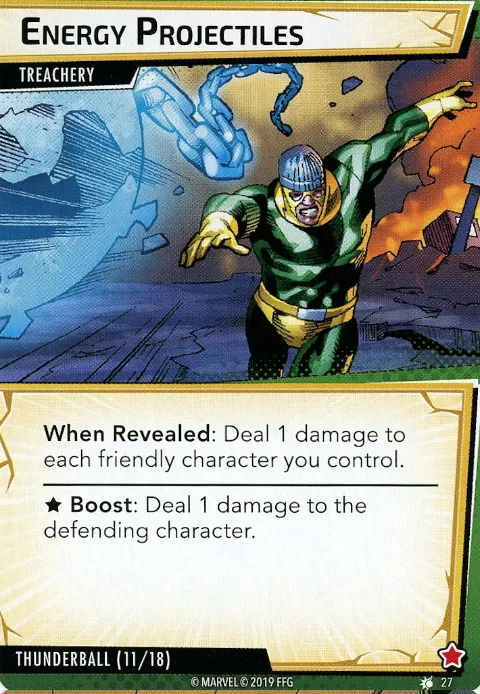 ENERGY PROJECTILES
TREACHERY
When Revealed: Deal 1 damage to
each friendly character you control.
★ Boost: Deal 1 damage to the
defending character.
THUNDERBALL (11/18)
© MARVEL © 2019 FFG 27